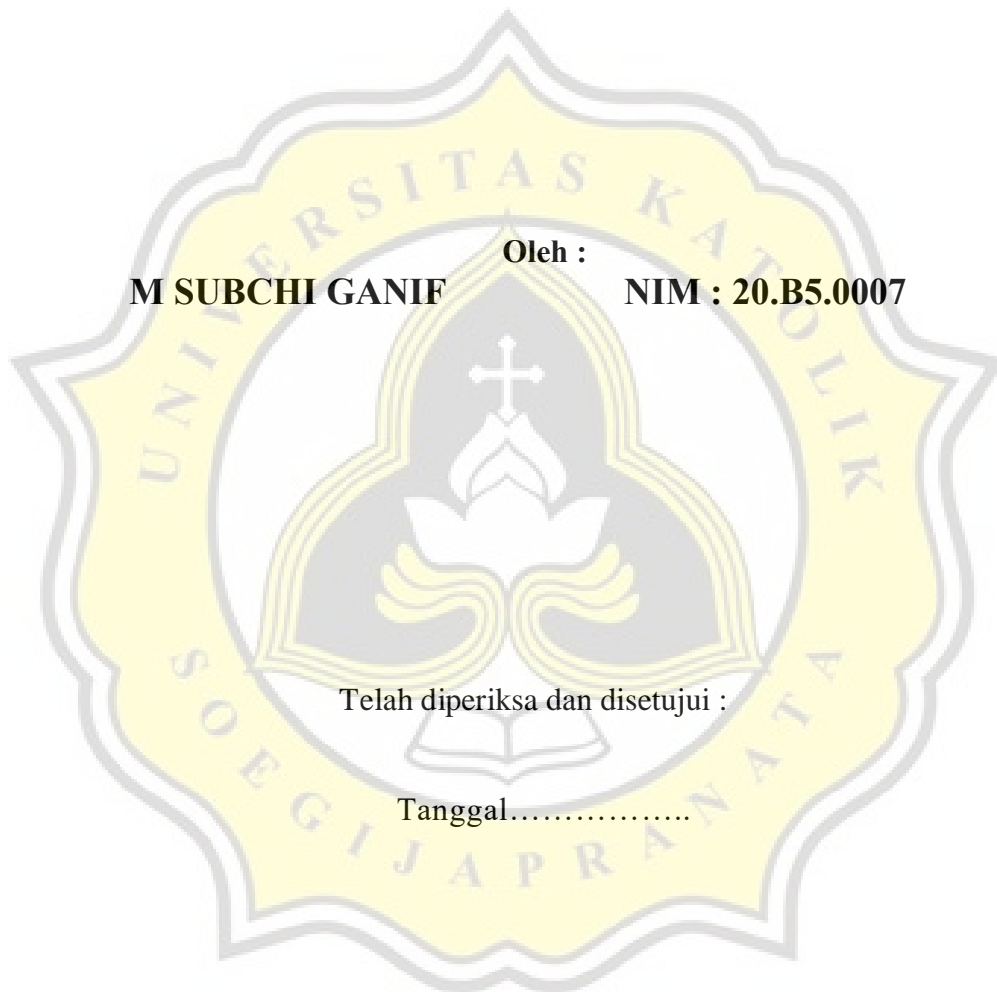 UNIVERSITAS KATOLIK
Oleh :
M SUBCHI GANIF NIM : 20.B5.0007
Telah diperiksa dan disetujui :
Tanggal……………..
SOEGIJAPRANATA